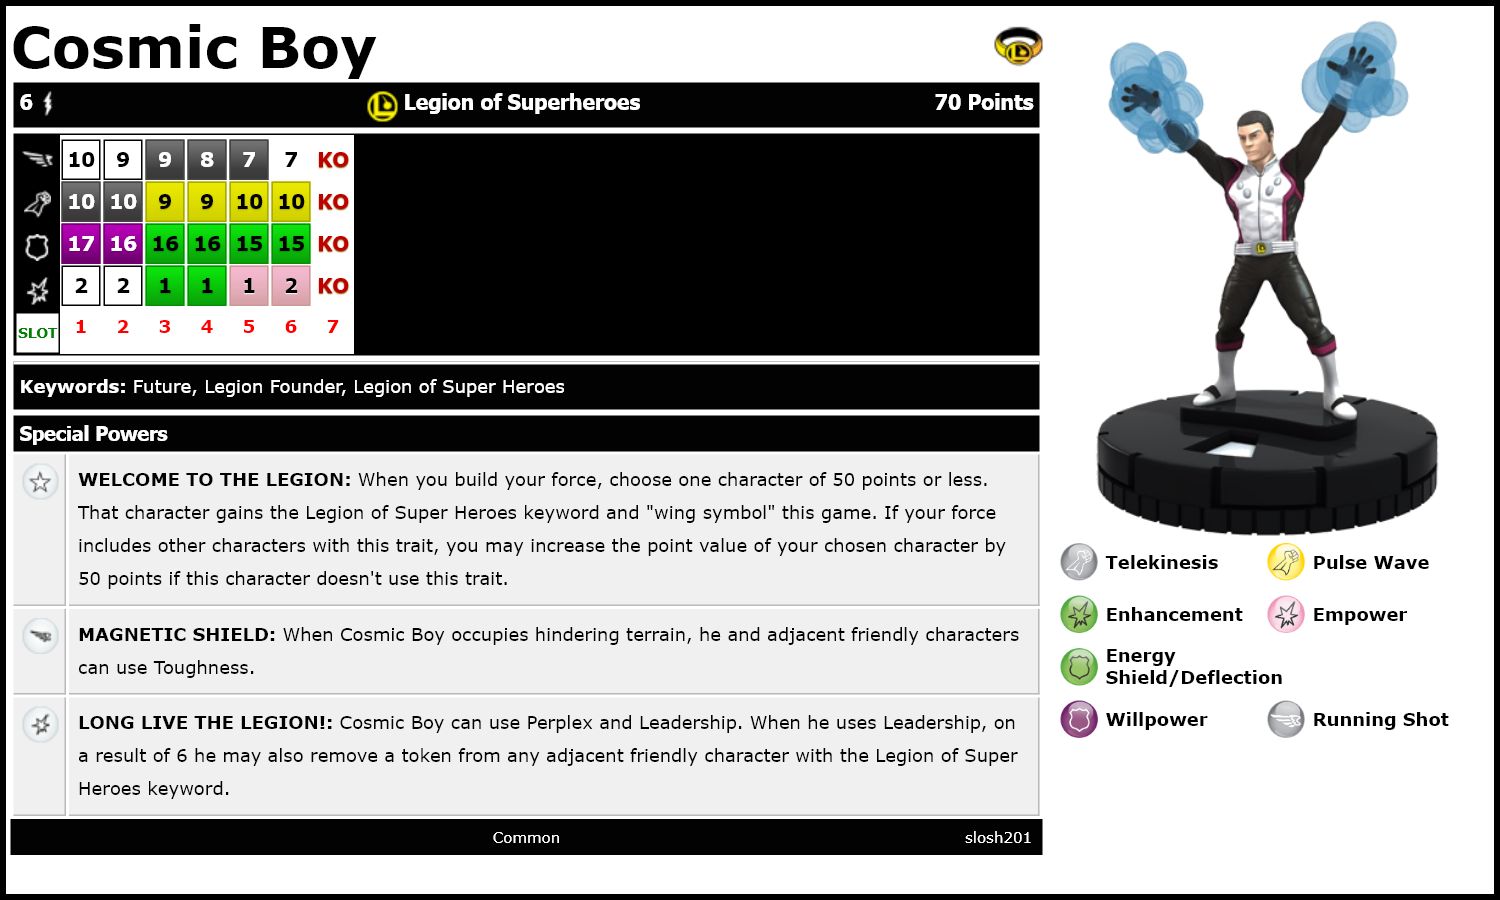 Cosmic Boy
6 Legion of Superheroes 70 Points
10 9 9 8 7 7 KO
10 10 9 9 10 10 KO
17 16 16 16 15 15 KO
2 2 1 1 1 2 KO
SLOT 1 2 3 4 5 6 7
Keywords: Future, Legion Founder, Legion of Super Heroes
Special Powers
WELCOME TO THE LEGION: When you build your force, choose one character of 50 points or less.
That character gains the Legion of Super Heroes keyword and "wing symbol" this game. If your force
includes other characters with this trait, you may increase the point value of your chosen character by
50 points if this character doesn't use this trait.
MAGNETIC SHIELD: When Cosmic Boy occupies hindering terrain, he and adjacent friendly characters
can use Toughness.
LONG LIVE THE LEGION!: Cosmic Boy can use Perplex and Leadership. When he uses Leadership, on
a result of 6 he may also remove a token from any adjacent friendly character with the Legion of Super
Heroes keyword.
Common slosh201
Telekinesis Pulse Wave
Enhancement Empower
Energy
Shield/Deflection
Willpower Running Shot